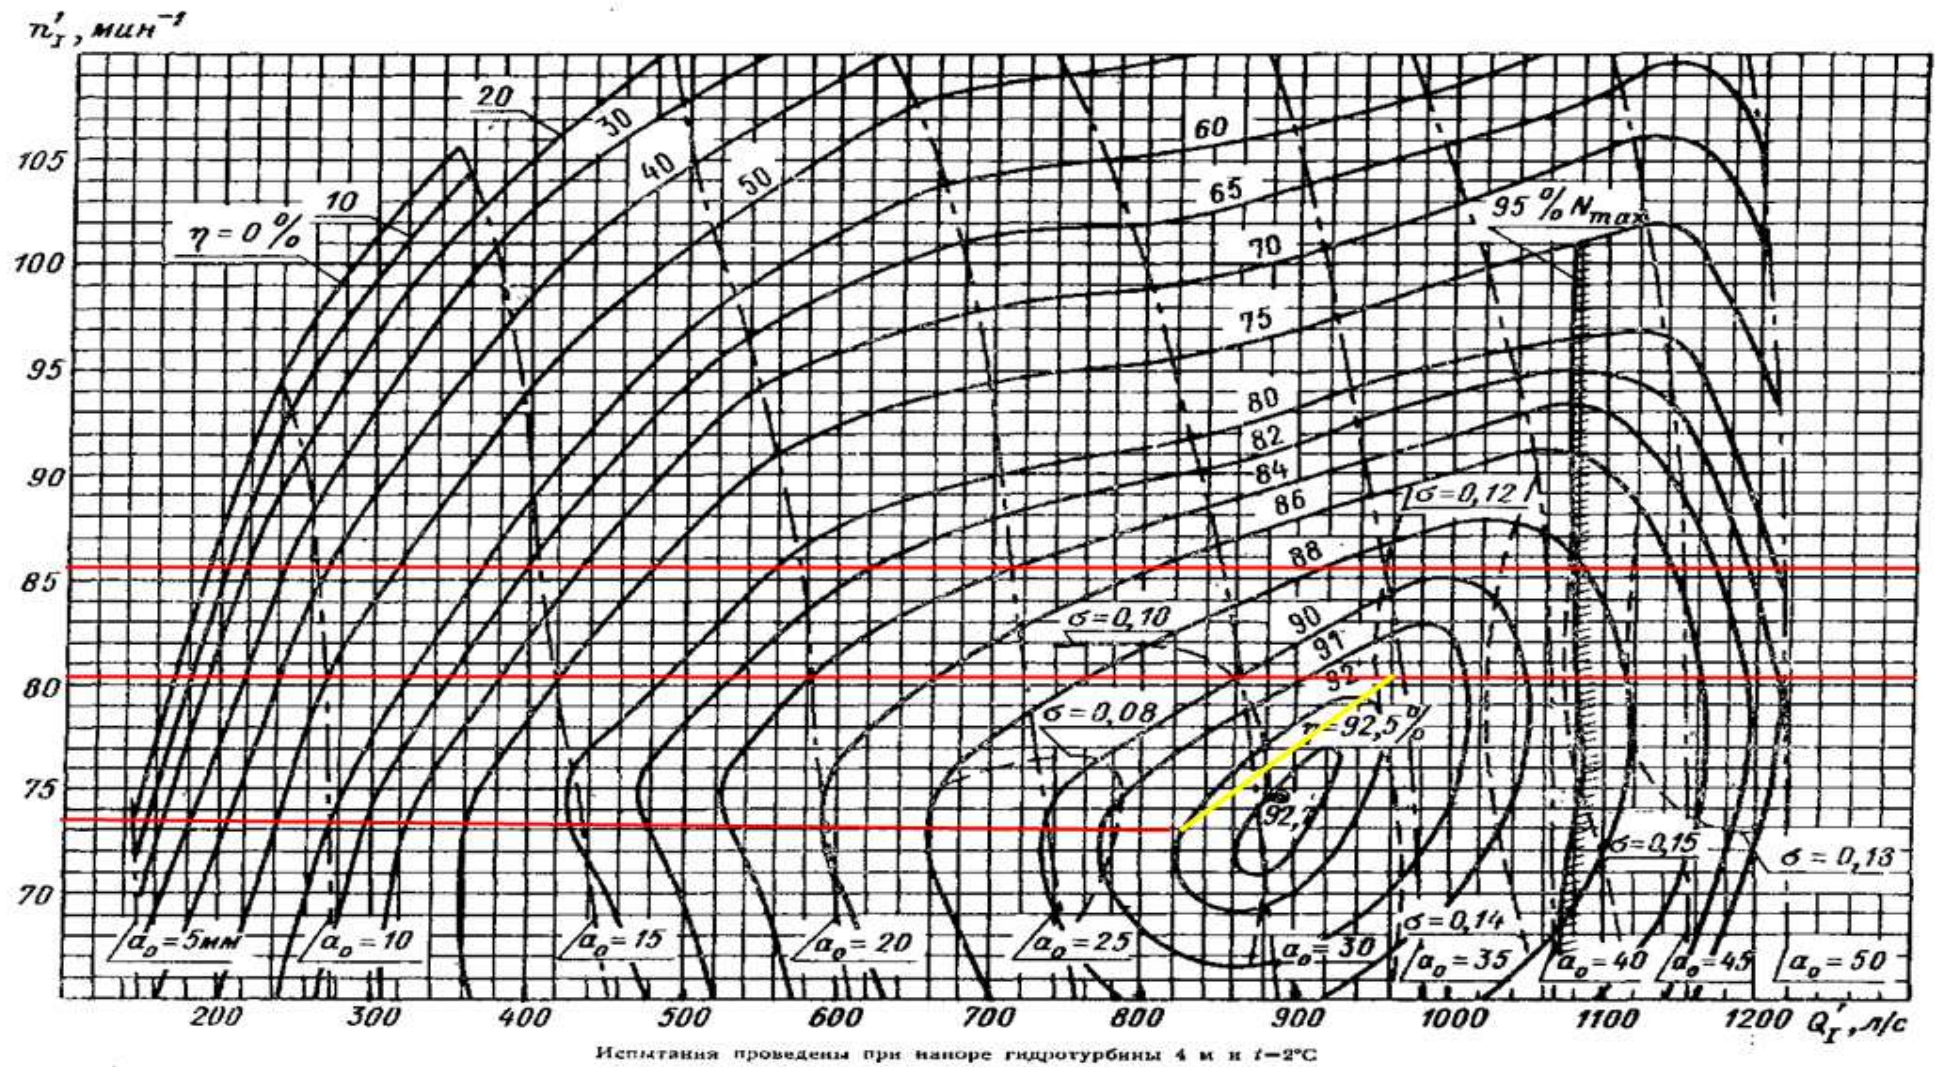 n'I, мин⁻¹
20
30
40
50
60
105
10
65
95 % Nmax
η = 0 %
70
100
75
95
80
82
84
90
σ=0,12
86
88
85
σ=0,10
90
91
80
92
σ=0,08
η=92,5%
75
92,7
σ=0,15
σ = 0,13
70
σ=0,14
a₀=5мм
a₀=10
a₀=15
a₀=20
a₀=25
a₀=30
a₀=35
a₀=40
a₀=45
a₀=50
200 300 400 500 600 700 800 900 1000 1100 1200 Q'I, л/с
Испытания проведены при напоре гидротурбины 4 м и t=2°C